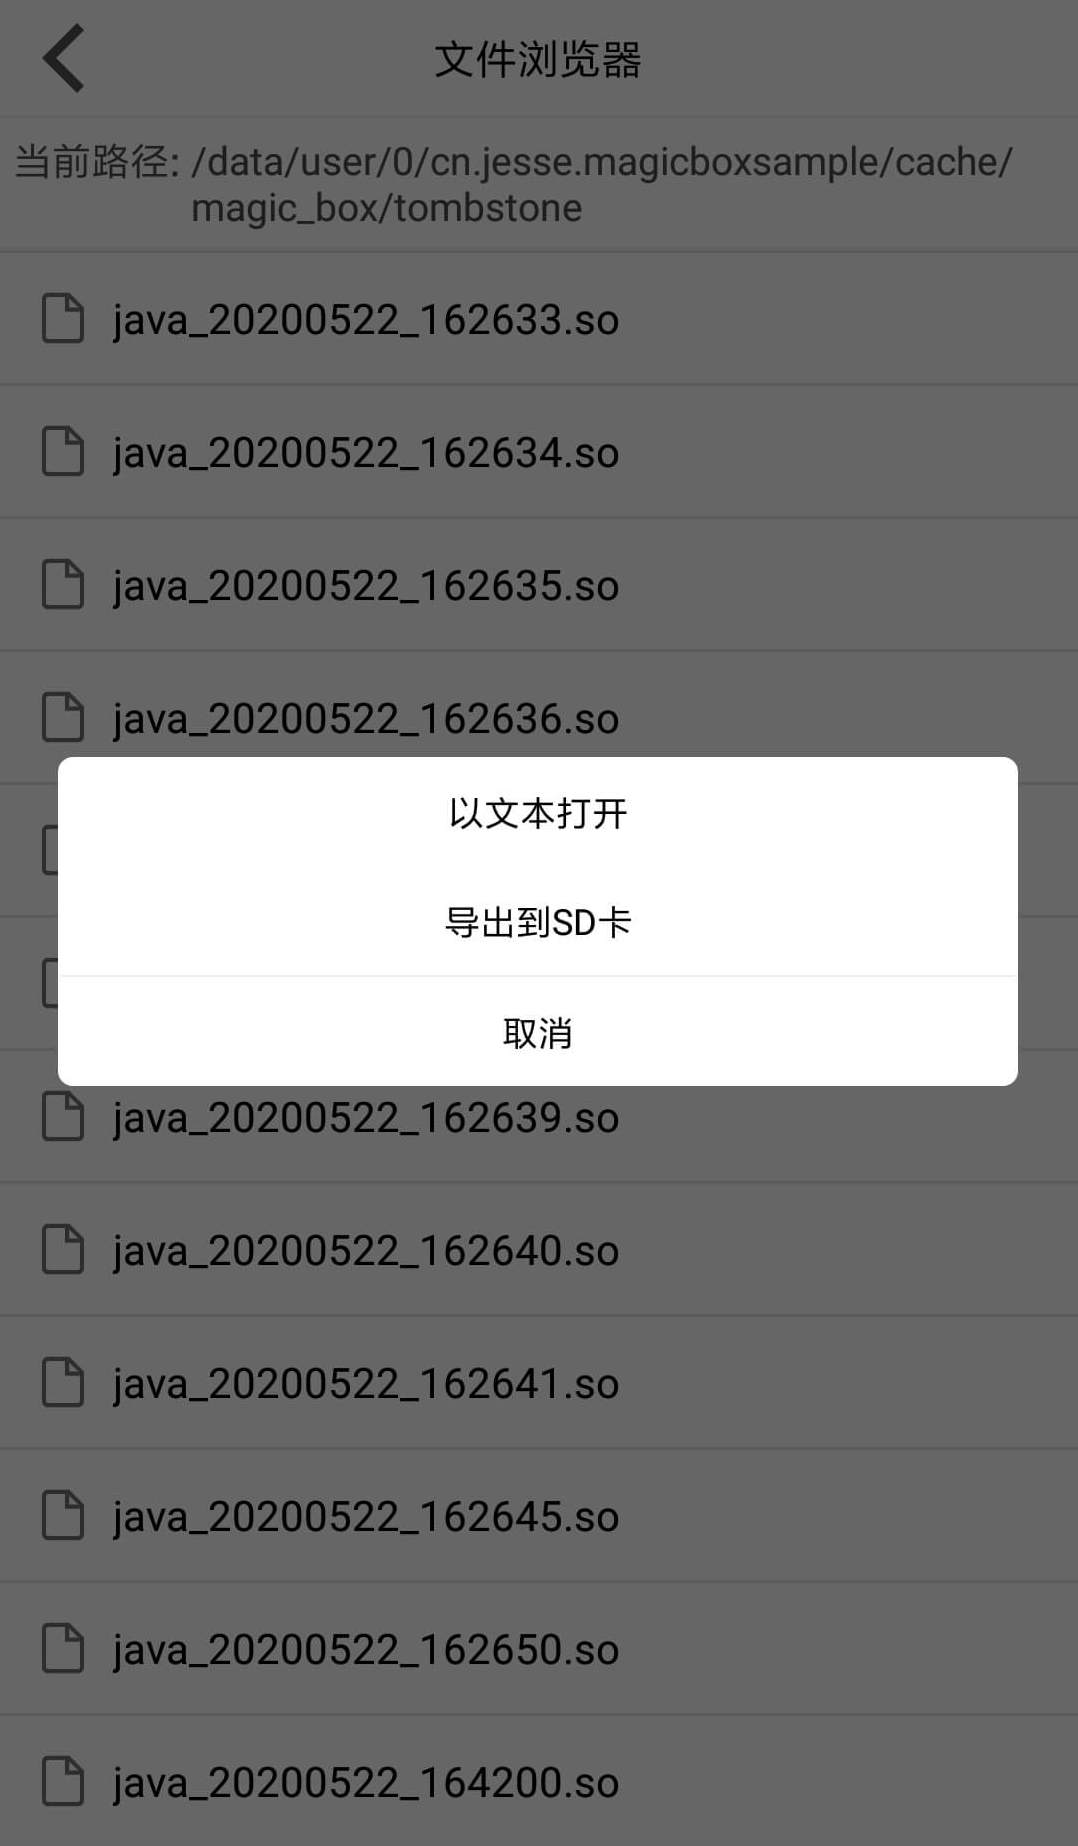 文件浏览器
当前路径: /data/user/0/cn.jesse.magicboxsample/cache/
magic_box/tombstone
java_20200522_162633.so
java_20200522_162634.so
java_20200522_162635.so
java_20200522_162636.so
以文本打开
导出到SD卡
取消
java_20200522_162639.so
java_20200522_162640.so
java_20200522_162641.so
java_20200522_162645.so
java_20200522_162650.so
java_20200522_164200.so